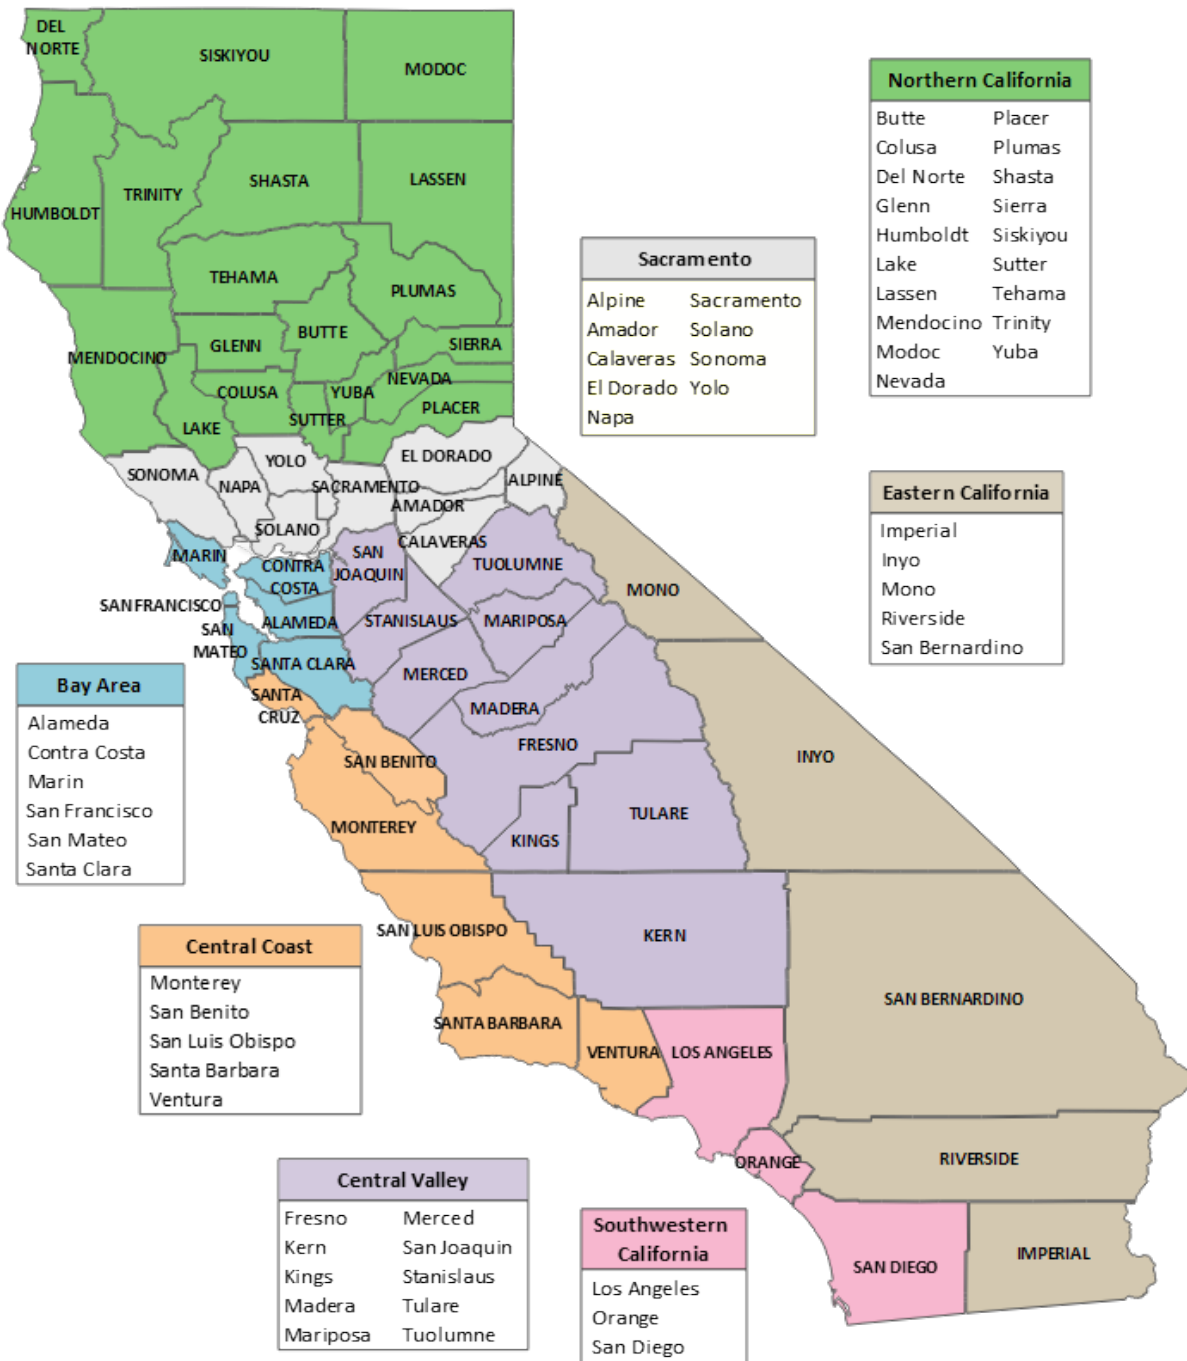 DEL
NORTE
SISKIYOU
MODOC
HUMBOLDT
TRINITY
SHASTA
LASSEN
TEHAMA
PLUMAS
MENDOCINO
GLENN
BUTTE
SIERRA
COLUSA
YUBA
NEVADA
LAKE
SUTTER
PLACER
SONOMA
NAPA
YOLO
SACRAMENTO
EL DORADO
ALPINE
AMADOR
SOLANO
CALAVERAS
MARIN
CONTRA
COSTA
SAN
JOAQUIN
TUOLUMNE
MONO
SAN FRANCISCO
ALAMEDA
STANISLAUS
MARIPOSA
SAN
MATEO
SANTA CLARA
MERCED
SANTA
CRUZ
MADERA
SAN BENITO
FRESNO
INYO
MONTEREY
KINGS
TULARE
SAN LUIS OBISPO
KERN
SAN BERNARDINO
SANTA BARBARA
VENTURA
LOS ANGELES
ORANGE
RIVERSIDE
SAN DIEGO
IMPERIAL
Northern California
Butte Placer
Colusa Plumas
Del Norte Shasta
Glenn Sierra
Humboldt Siskiyou
Lake Sutter
Lassen Tehama
Mendocino Trinity
Modoc Yuba
Nevada
Sacramento
Alpine Sacramento
Amador Solano
Calaveras Sonoma
El Dorado Yolo
Napa
Eastern California
Imperial
Inyo
Mono
Riverside
San Bernardino
Bay Area
Alameda
Contra Costa
Marin
San Francisco
San Mateo
Santa Clara
Central Coast
Monterey
San Benito
San Luis Obispo
Santa Barbara
Ventura
Central Valley
Fresno Merced
Kern San Joaquin
Kings Stanislaus
Madera Tulare
Mariposa Tuolumne
Southwestern
California
Los Angeles
Orange
San Diego